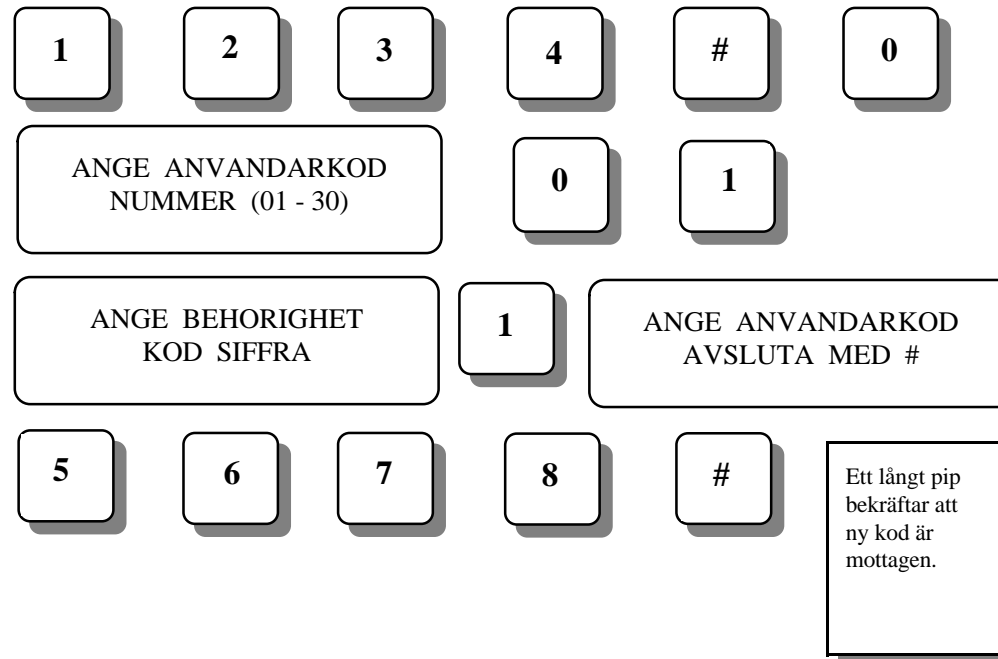 1 2 3 4 # 0
ANGE ANVANDARKOD
NUMMER (01 - 30)
0 1
ANGE BEHORIGHET
KOD SIFFRA
1
ANGE ANVANDARKOD
AVSLUTA MED #
5 6 7 8 #
Ett långt pip
bekräftar att
ny kod är
mottagen.